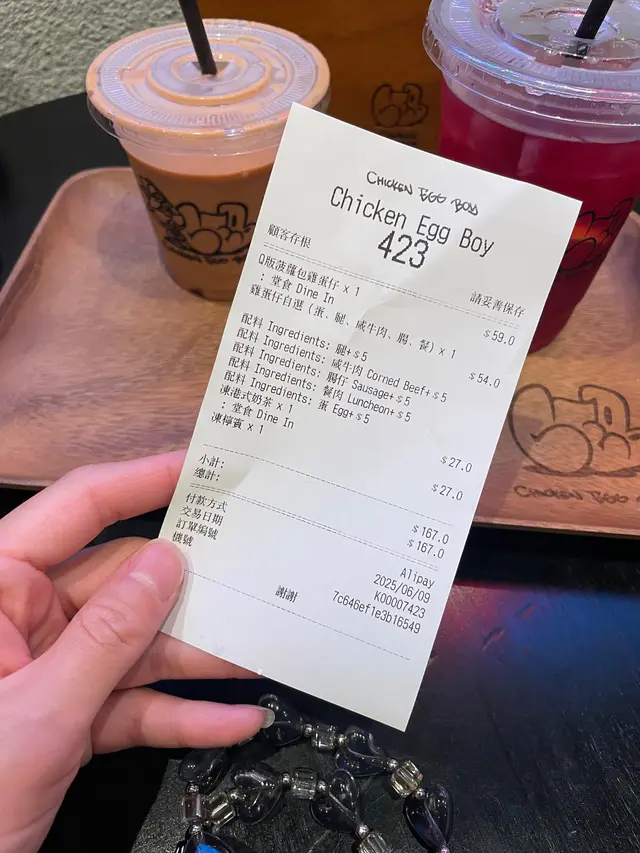 CHICKEN EGG BOY
Chicken Egg Boy
423
顧客存根 請妥善保存
Q版菠蘿包雞蛋仔 x 1 $59.0
: 堂食 Dine In
雞蛋仔自選 (蛋、腿、咸牛肉、腸、餐) x 1 $54.0
配料 Ingredients: 腿+$5
配料 Ingredients: 咸牛肉 Corned Beef+$5
配料 Ingredients: 腸仔 Sausage+$5
配料 Ingredients: 餐肉 Luncheon+$5
配料 Ingredients: 蛋 Egg+$5
凍港式奶茶 x 1 $27.0
: 堂食 Dine In
凍檸賓 x 1 $27.0
小計: $167.0
總計: $167.0
付款方式 Alipay
交易日期 2025/06/09
訂單編號 K00007423
機號 7c646ef1e3b16549
謝謝
CHICKEN EGG